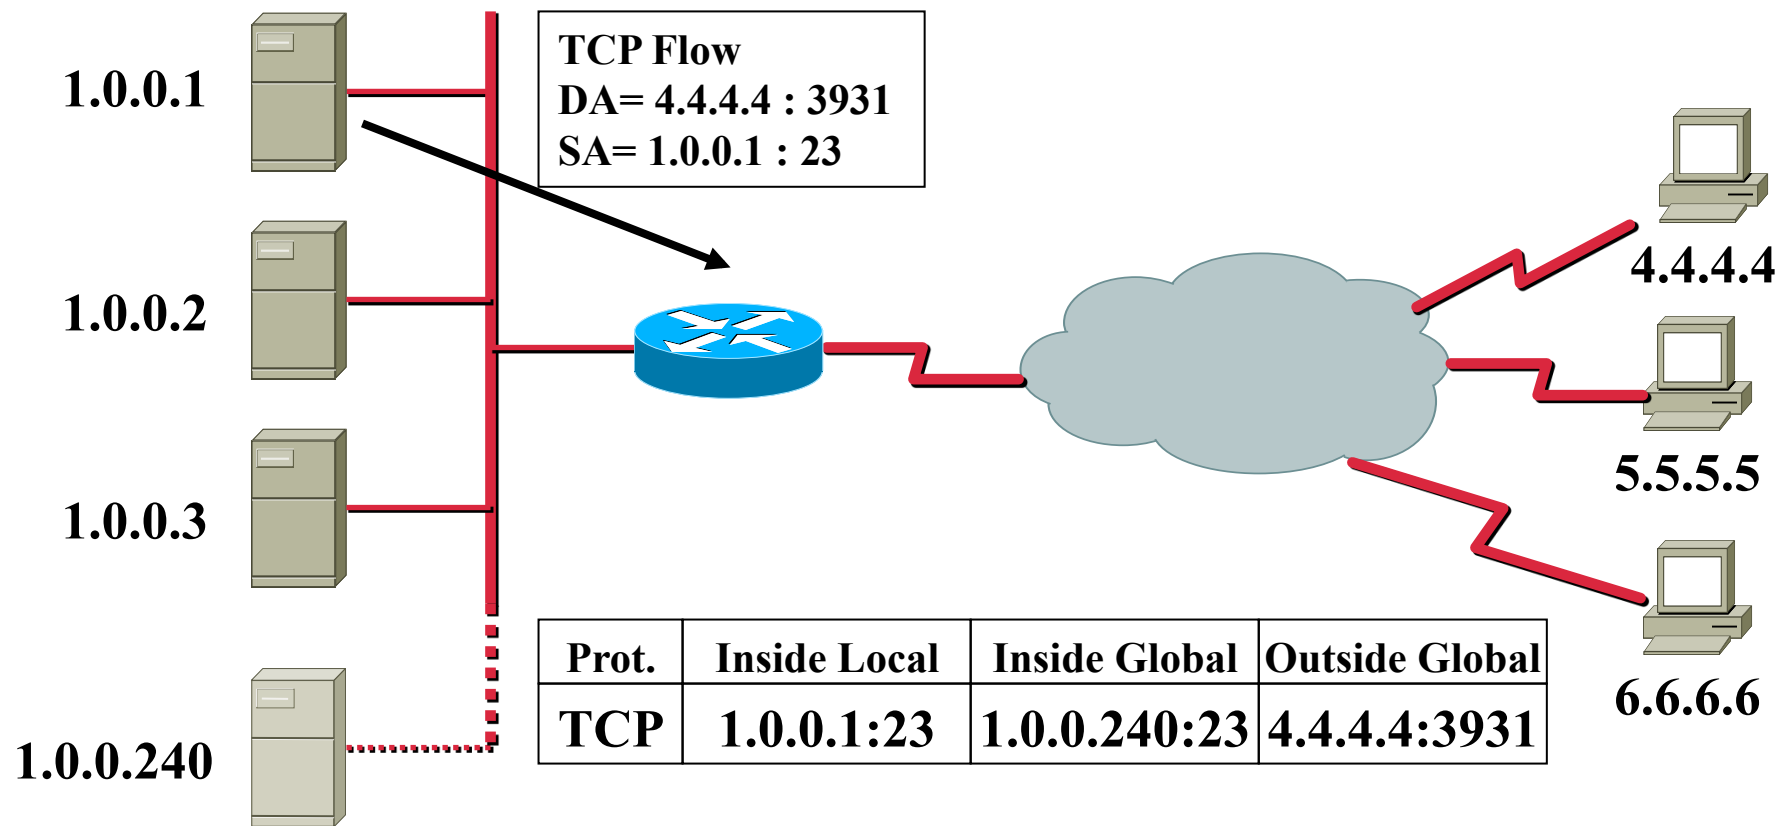 TCP Flow
DA= 4.4.4.4 : 3931
SA= 1.0.0.1 : 23
1.0.0.1
1.0.0.2
1.0.0.3
1.0.0.240
4.4.4.4
5.5.5.5
6.6.6.6
Prot. Inside Local Inside Global Outside Global
TCP 1.0.0.1:23 1.0.0.240:23 4.4.4.4:3931